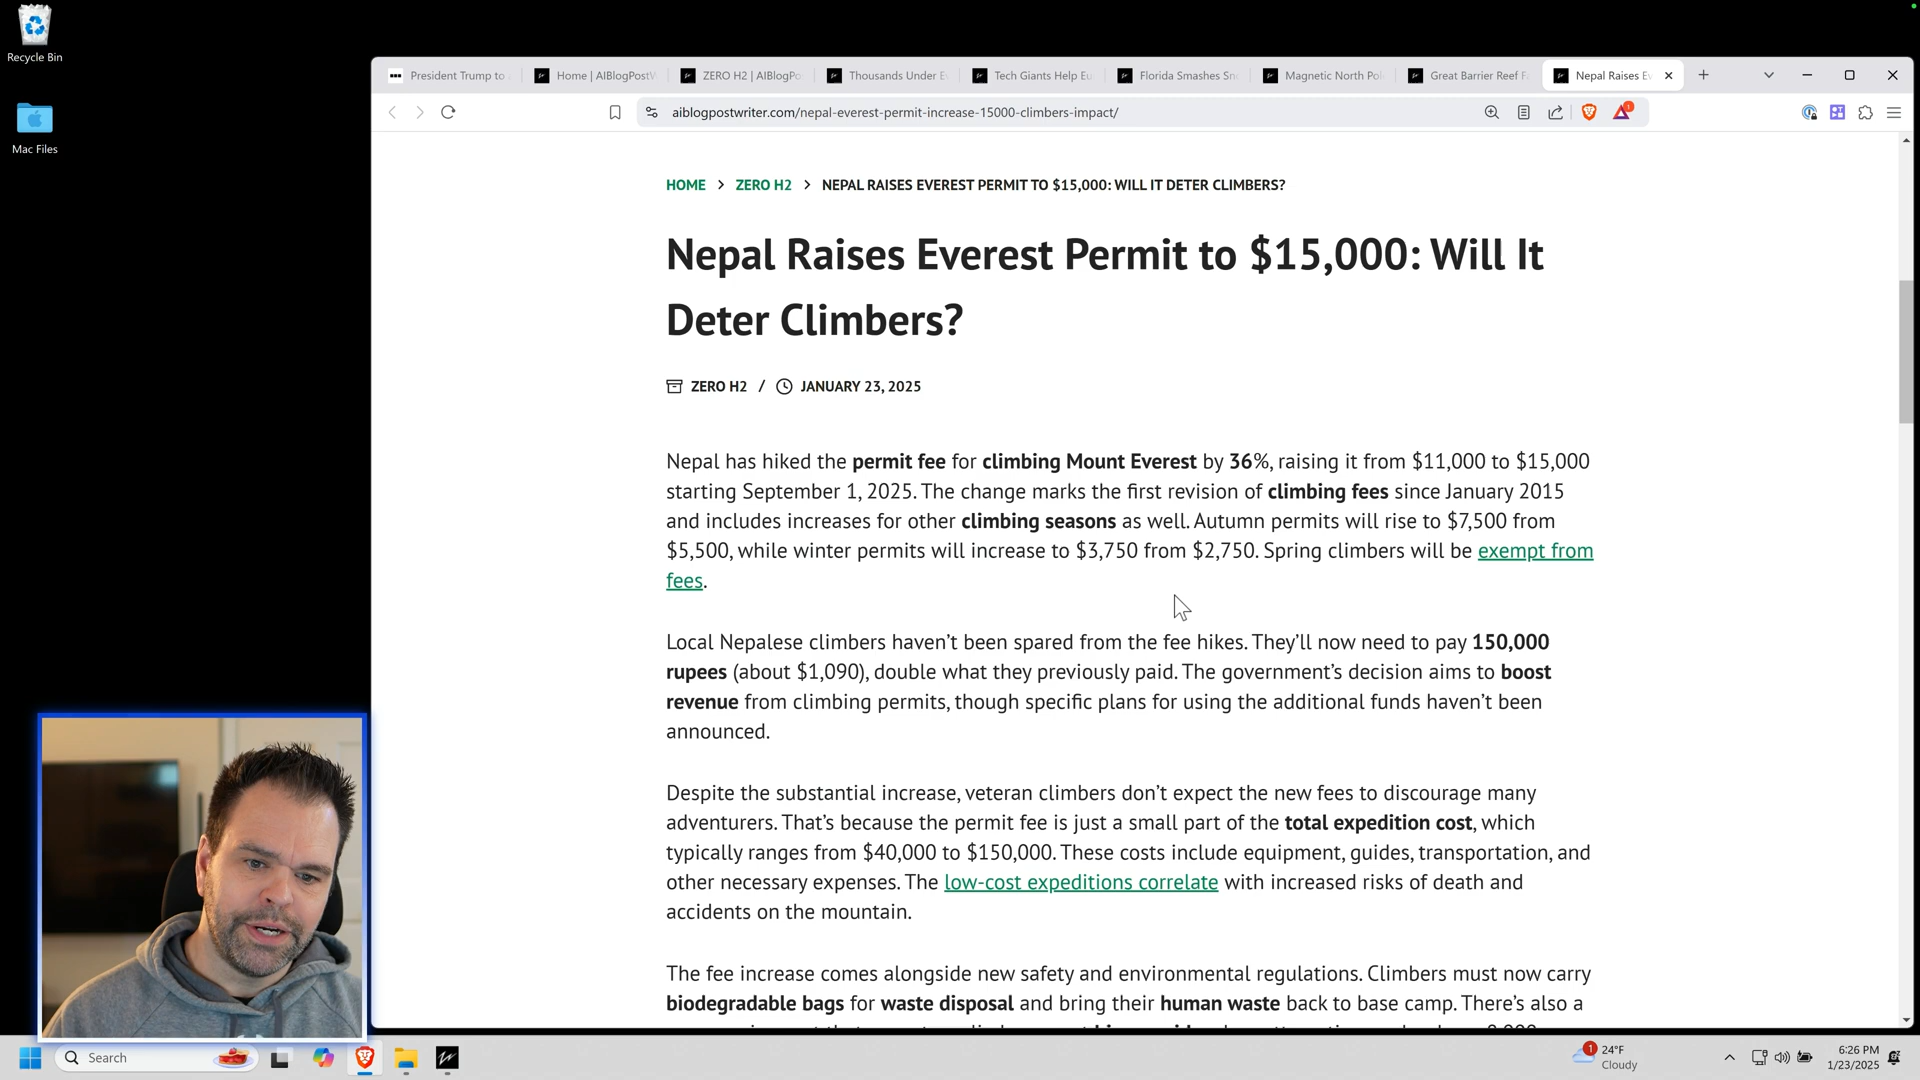 Recycle Bin
Mac Files
President Trump to
Home | AIBlogPostW
ZERO H2 | AIBlogPo
Thousands Under Ev
Tech Giants Help Eu
Florida Smashes Sno
Magnetic North Pol
Great Barrier Reef Fa
Nepal Raises Ev
aiblogpostwriter.com/nepal-everest-permit-increase-15000-climbers-impact/
HOME > ZERO H2 > NEPAL RAISES EVEREST PERMIT TO $15,000: WILL IT DETER CLIMBERS?
Nepal Raises Everest Permit to $15,000: Will It
Deter Climbers?
ZERO H2 / JANUARY 23, 2025
Nepal has hiked the permit fee for climbing Mount Everest by 36%, raising it from $11,000 to $15,000
starting September 1, 2025. The change marks the first revision of climbing fees since January 2015
and includes increases for other climbing seasons as well. Autumn permits will rise to $7,500 from
$5,500, while winter permits will increase to $3,750 from $2,750. Spring climbers will be exempt from
fees.
Local Nepalese climbers haven't been spared from the fee hikes. They'll now need to pay 150,000
rupees (about $1,090), double what they previously paid. The government's decision aims to boost
revenue from climbing permits, though specific plans for using the additional funds haven't been
announced.
Despite the substantial increase, veteran climbers don't expect the new fees to discourage many
adventurers. That's because the permit fee is just a small part of the total expedition cost, which
typically ranges from $40,000 to $150,000. These costs include equipment, guides, transportation, and
other necessary expenses. The low-cost expeditions correlate with increased risks of death and
accidents on the mountain.
The fee increase comes alongside new safety and environmental regulations. Climbers must now carry
biodegradable bags for waste disposal and bring their human waste back to base camp. There's also a
Search
1
24°F
Cloudy
6:26 PM
1/23/2025